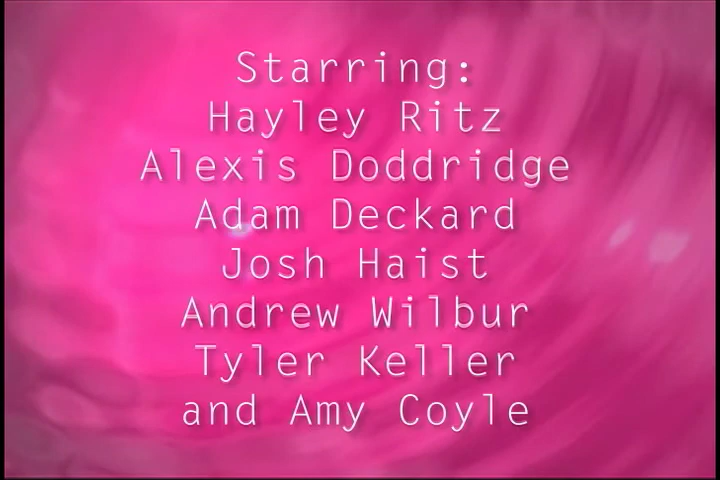 Starring:
Hayley Ritz
Alexis Doddridge
Adam Deckard
Josh Haist
Andrew Wilbur
Tyler Keller
and Amy Coyle